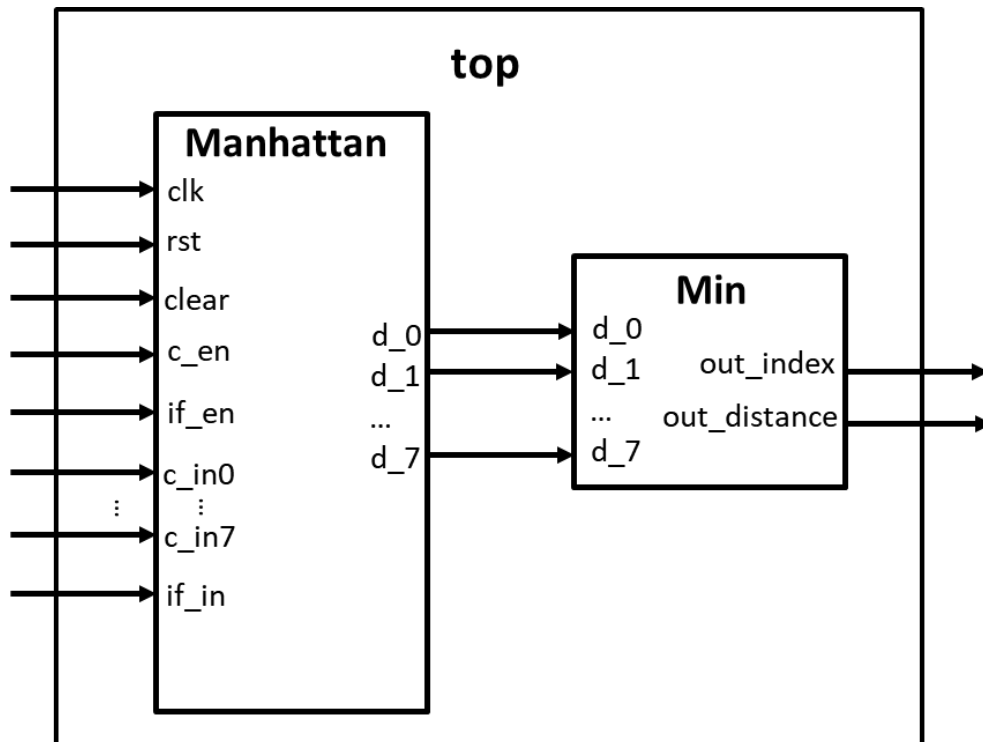 top
Manhattan
clk
rst
clear
c_en
if_en
c_in0
...
...
c_in7
if_in
d_0
d_1
...
d_7
Min
d_0
d_1
...
d_7
out_index
out_distance